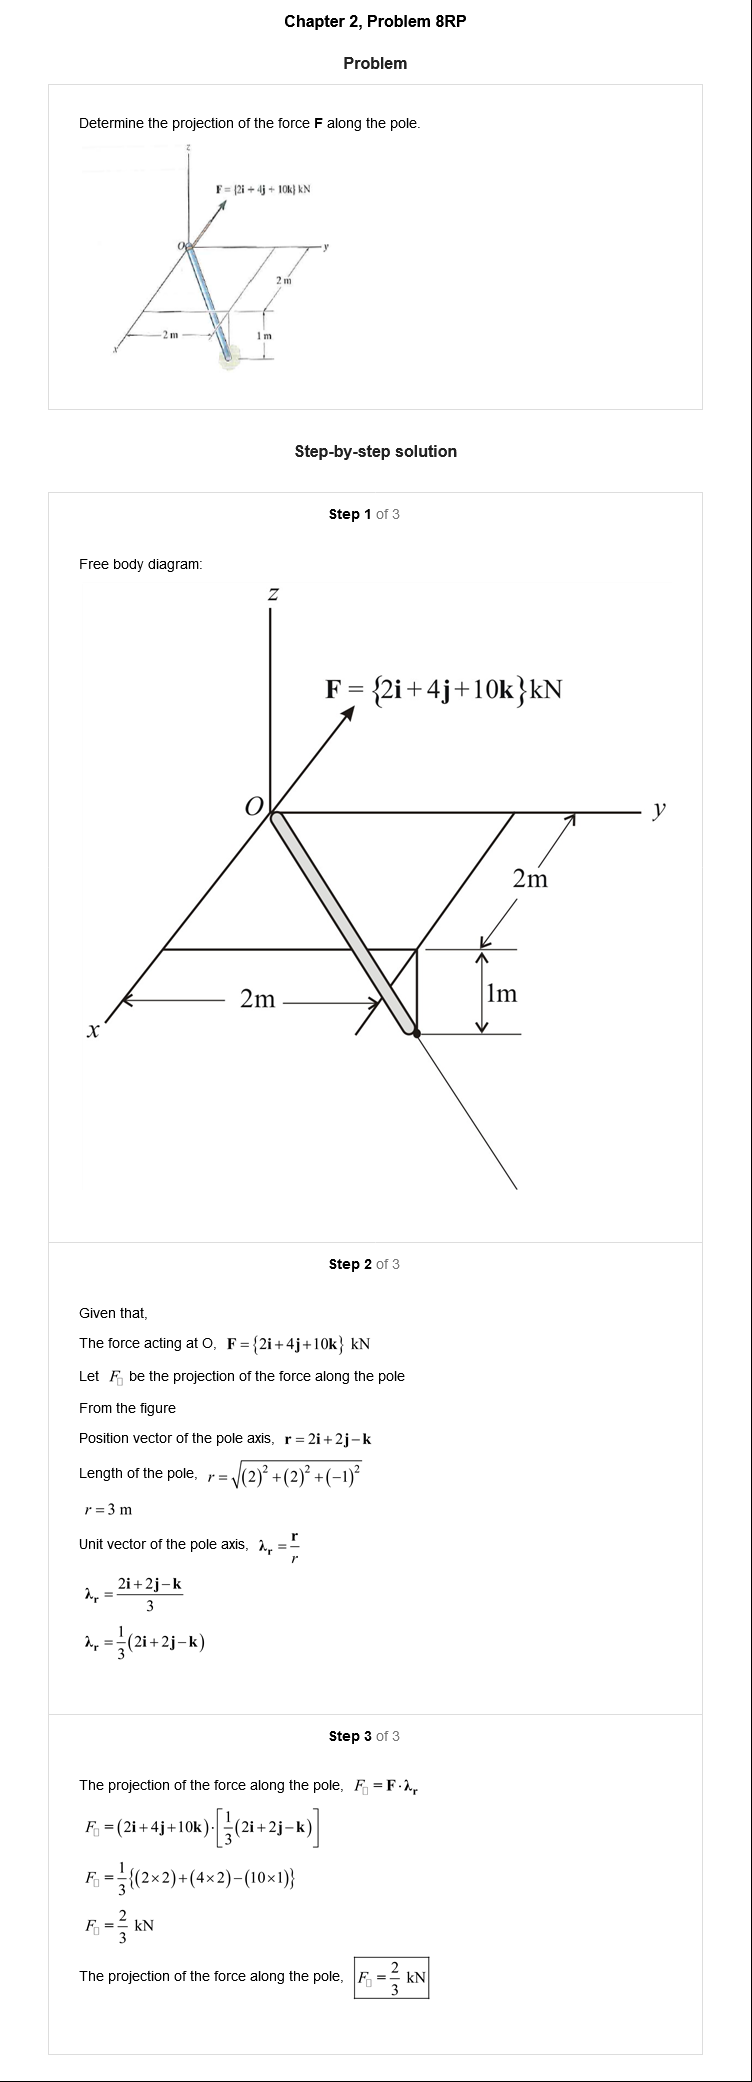 Chapter 2, Problem 8RP
Problem
Determine the projection of the force F along the pole.
z
F = {2i + 4j + 10k} kN
O
y
2 m
2 m
1 m
x
Step-by-step solution
Step 1 of 3
Free body diagram:
z
F = {2i+4j+10k}kN
O
y
2m
2m
1m
x
Step 2 of 3
Given that,
The force acting at O, F = {2i+4j+10k} kN
Let F▯ be the projection of the force along the pole
From the figure
Position vector of the pole axis, r = 2i+2j−k
Length of the pole, r = √((2)²+(2)²+(−1)²)
r = 3 m
Unit vector of the pole axis, λᵣ = r/r
λᵣ = (2i+2j−k)/3
λᵣ = 1/3(2i+2j−k)
Step 3 of 3
The projection of the force along the pole, F▯ = F·λᵣ
F▯ = (2i+4j+10k)·[1/3(2i+2j−k)]
F▯ = 1/3{(2×2)+(4×2)−(10×1)}
F▯ = 2/3 kN
The projection of the force along the pole, F▯ = 2/3 kN